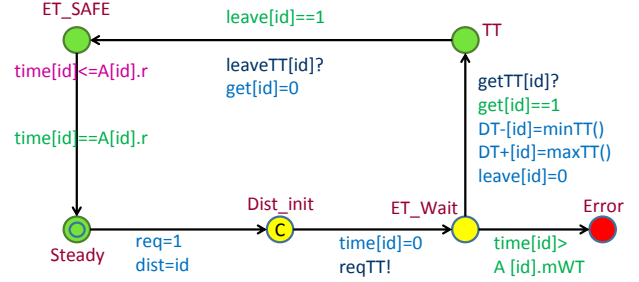 ET_SAFE
leave[id]==1
TT
time[id]<=A[id].r
leaveTT[id]?
get[id]=0
getTT[id]?
get[id]==1
DT-[id]=minTT()
DT+[id]=maxTT()
leave[id]=0
time[id]==A[id].r
Dist_init
ET_Wait
Error
C
Steady
req=1
dist=id
time[id]=0
reqTT!
time[id]>
A [id].mWT